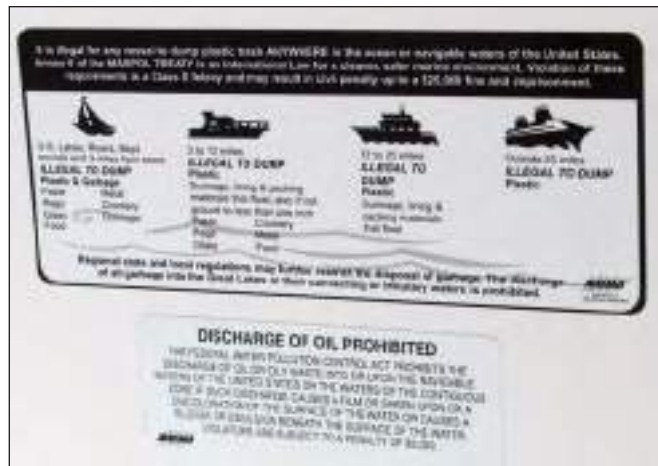 It is illegal for any vessel to dump plastic trash ANYWHERE in the ocean or navigable waters of the United States.
Annex V of the MARPOL TREATY is an International Law for a cleaner, safer marine environment. Violation of these
requirements is a Class D felony and may result in civil penalty up to a $25,000 fine and imprisonment.
U.S. Lakes, Rivers, Bays
sounds and 3 miles from shore
ILLEGAL TO DUMP
Plastic & Garbage
Paper Metal
Rags Crockery
Glass Dunnage
Food
3 to 12 miles
ILLEGAL TO DUMP
Plastic
Dunnage, lining & packing
materials that float, also if not
ground to less than one inch
Paper Crockery
Rags Metal
Glass Food
12 to 25 miles
ILLEGAL TO
DUMP
Plastic
Dunnage, lining &
packing materials
that float
Outside 25 miles
ILLEGAL TO DUMP
Plastic
Regional state and local regulations may further restrict the disposal of garbage. The discharge
of all garbage into the Great Lakes or their connecting or tributary waters is prohibited.
DISCHARGE OF OIL PROHIBITED
THE FEDERAL WATER POLLUTION CONTROL ACT PROHIBITS THE
DISCHARGE OF OIL OR OILY WASTE INTO OR UPON THE NAVIGABLE
WATERS OF THE UNITED STATES OR THE WATERS OF THE CONTIGUOUS
ZONE IF SUCH DISCHARGE CAUSES A FILM OR SHEEN UPON OR A
DISCOLORATION OF THE SURFACE OF THE WATER OR CAUSES A
SLUDGE OR EMULSION BENEATH THE SURFACE OF THE WATER.
VIOLATORS ARE SUBJECT TO A PENALTY OF